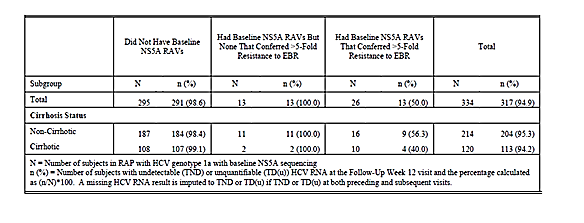 Did Not Have Baseline NS5A RAVs | Had Baseline NS5A RAVs But None That Conferred >5-Fold Resistance to EBR | Had Baseline NS5A RAVs That Conferred >5-Fold Resistance to EBR | Total
Subgroup | N | n (%) | N | n (%) | N | n (%) | N | n (%)
Total | 295 | 291 (98.6) | 13 | 13 (100.0) | 26 | 13 (50.0) | 334 | 317 (94.9)
Cirrhosis Status
Non-Cirrhotic | 187 | 184 (98.4) | 11 | 11 (100.0) | 16 | 9 (56.3) | 214 | 204 (95.3)
Cirrhotic | 108 | 107 (99.1) | 2 | 2 (100.0) | 10 | 4 (40.0) | 120 | 113 (94.2)
N = Number of subjects in RAP with HCV genotype 1a with baseline NS5A sequencing
n (%) = Number of subjects with undetectable (TND) or unquantifiable (TD(u)) HCV RNA at the Follow-Up Week 12 visit and the percentage calculated
as (n/N)*100. A missing HCV RNA result is imputed to TND or TD(u) if TND or TD(u) at both preceding and subsequent visits.